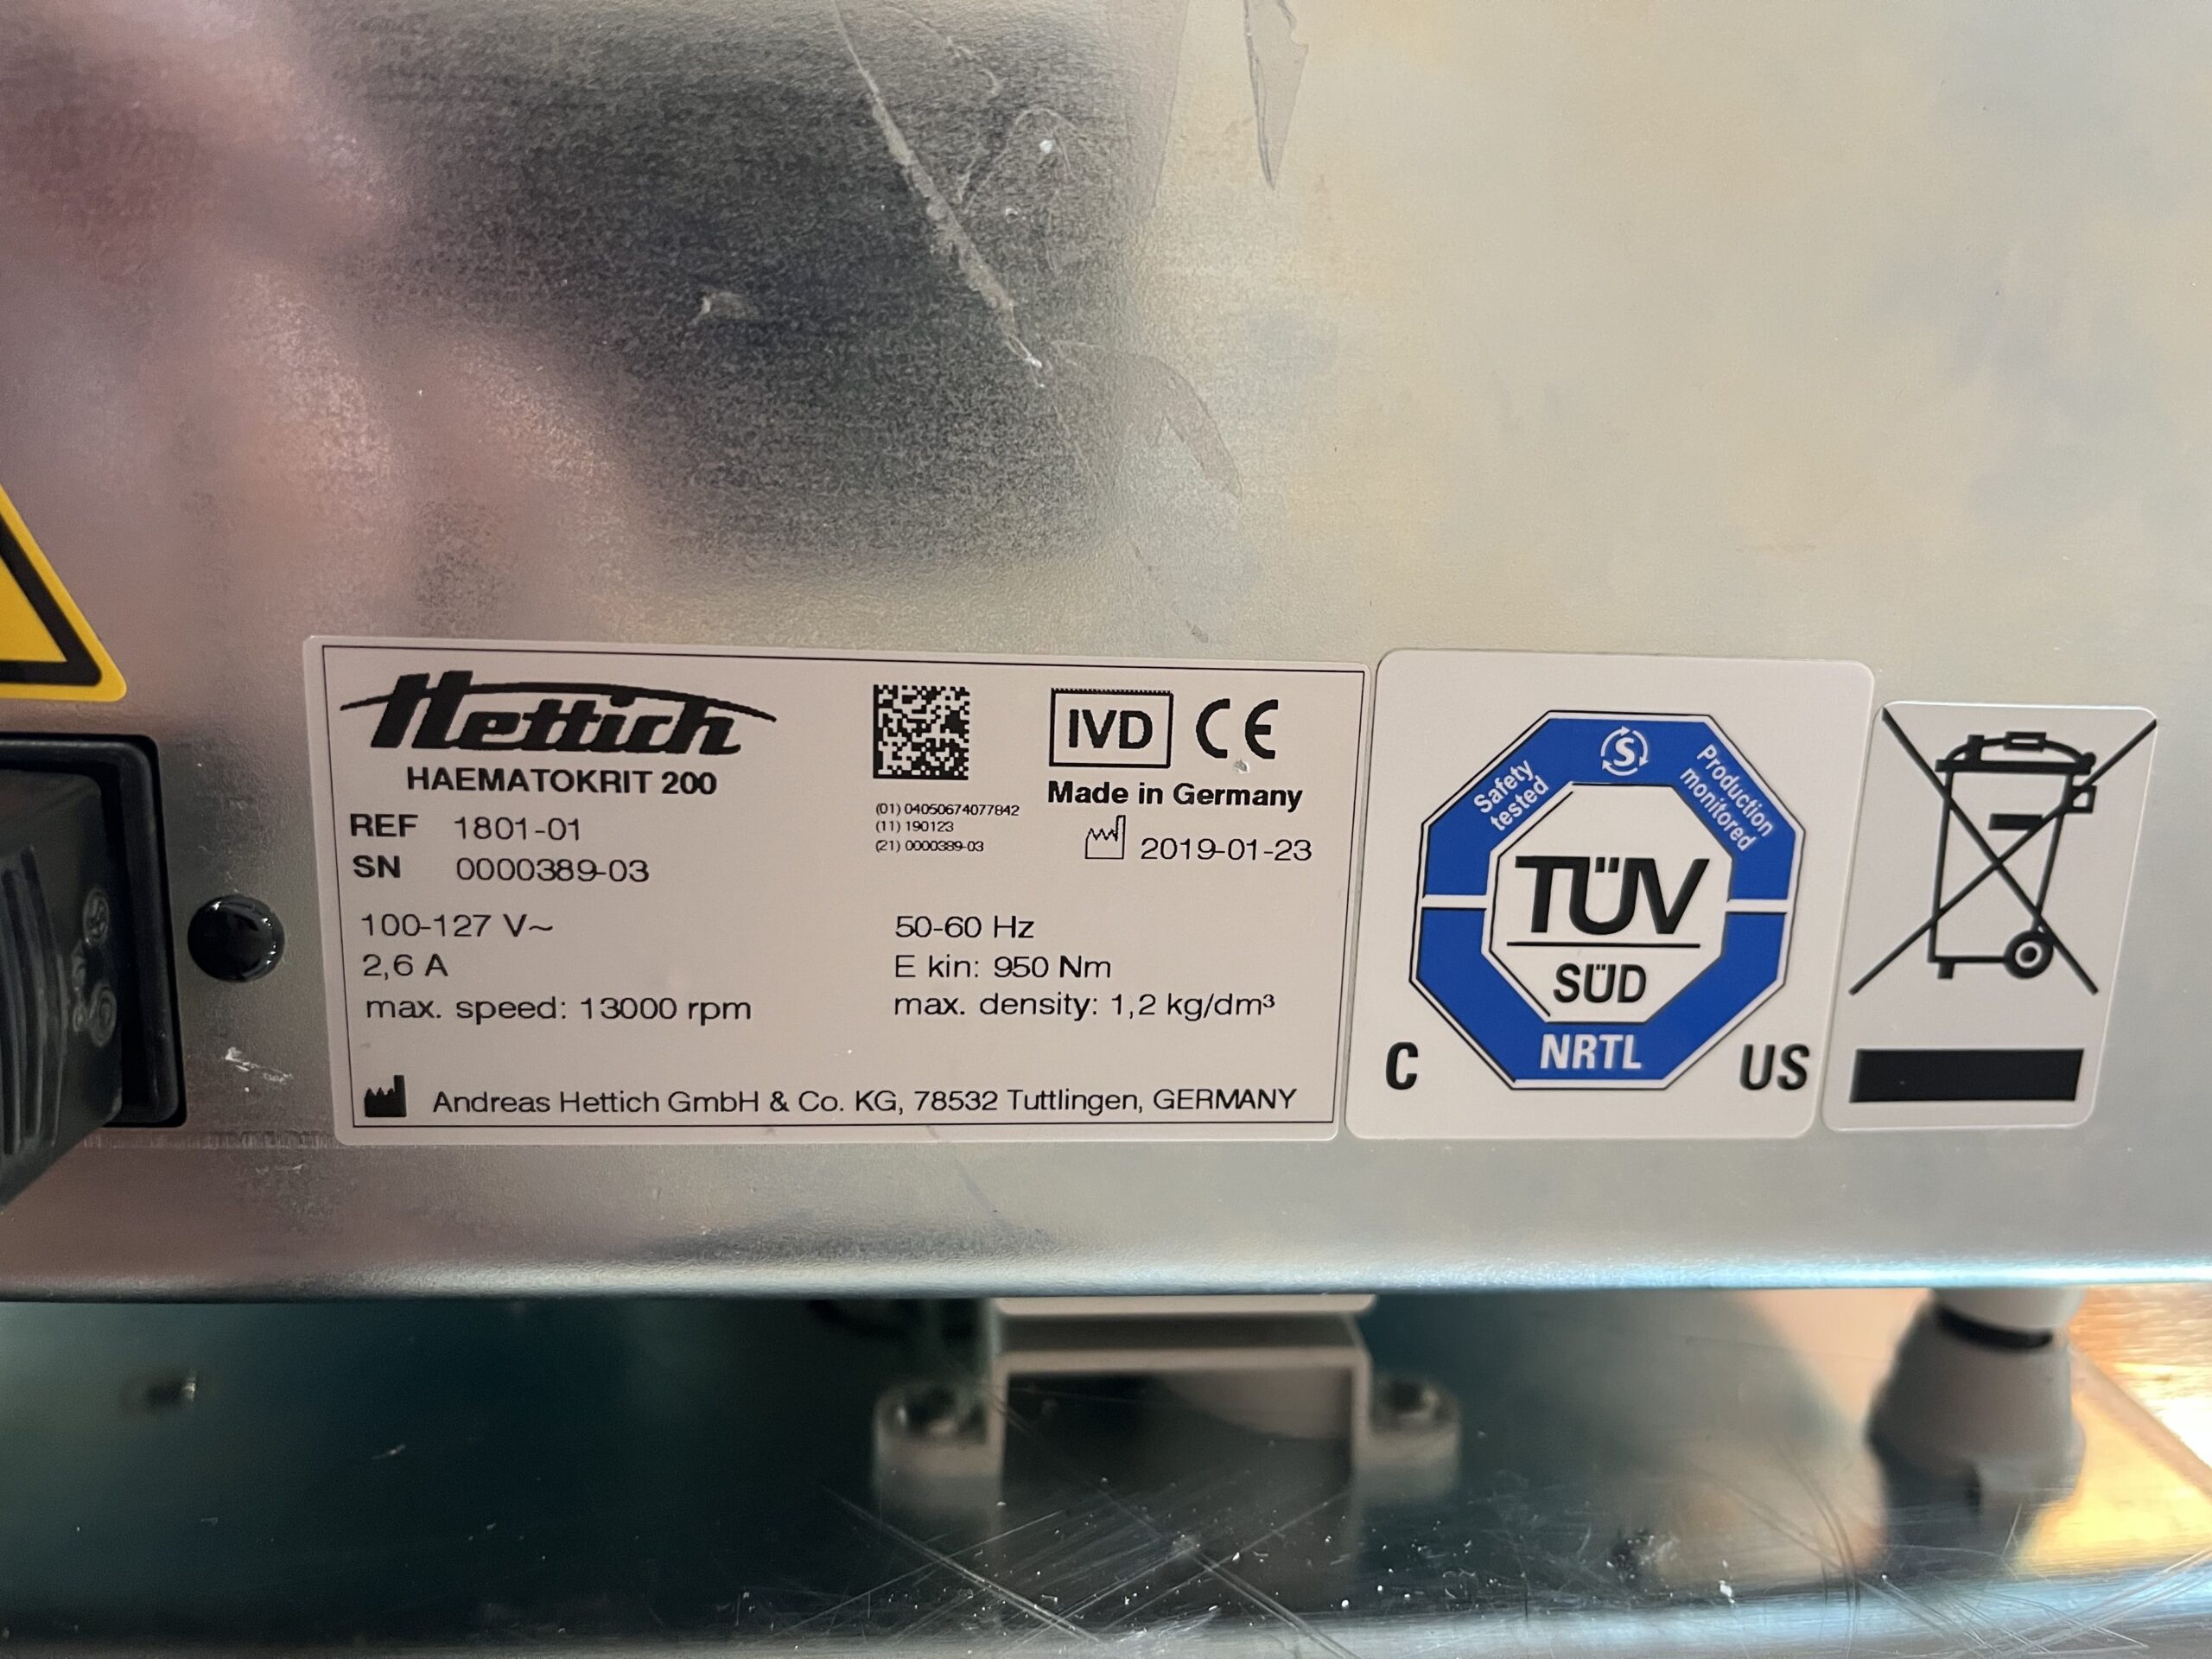 Hettich
HAEMATOKRIT 200
REF 1801-01
SN 0000389-03
(01) 04050674077842
(11) 190123
(21) 0000389-03
IVD CE
Made in Germany
2019-01-23
100-127 V~
2,6 A
max. speed: 13000 rpm
50-60 Hz
E kin: 950 Nm
max. density: 1,2 kg/dm³
Andreas Hettich GmbH & Co. KG, 78532 Tuttlingen, GERMANY
Safety
tested
S
Production
monitored
TÜV
SÜD
NRTL
C US